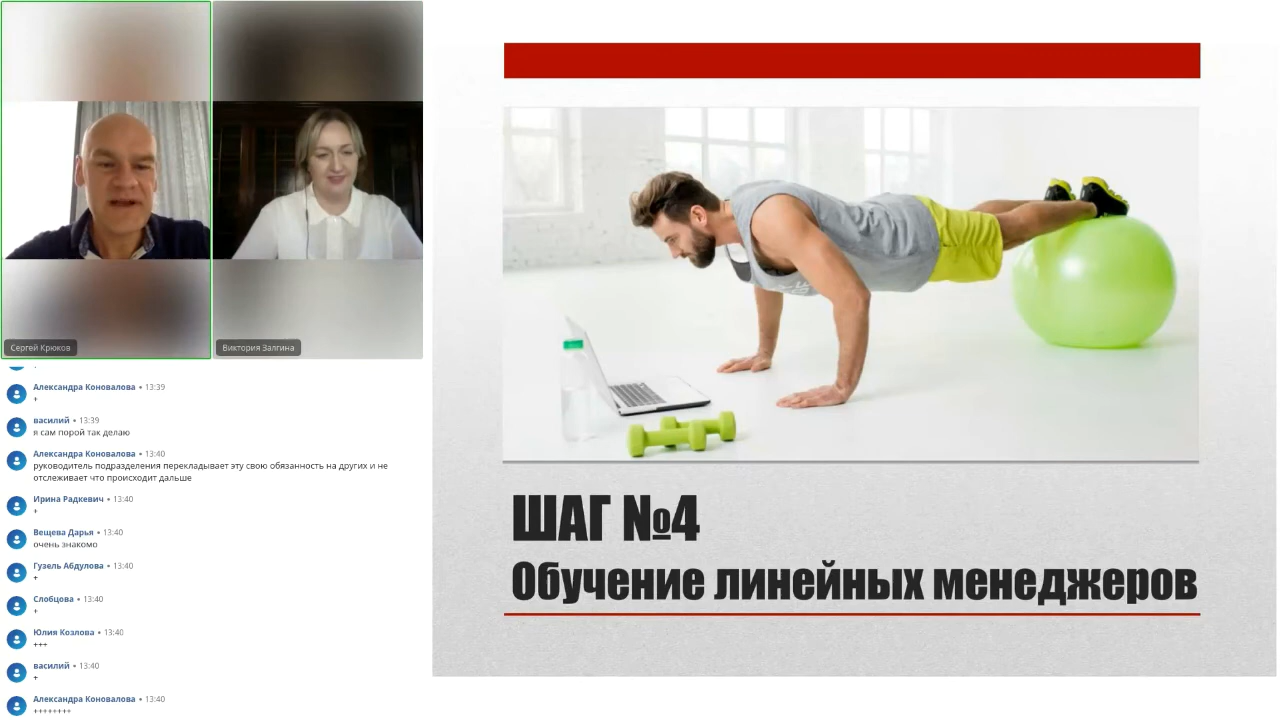 Сергей Крюков
Виктория Залгина
Александра Коновалова • 13:39
+
василий • 13:39
я сам порой так делаю
Александра Коновалова • 13:40
руководитель подразделения перекладывает эту свою обязанность на других и не
отслеживает что происходит дальше
Ирина Радкевич • 13:40
+
Вещева Дарья • 13:40
очень знакомо
Гузель Абдулова • 13:40
+
Слобцова • 13:40
+
Юлия Козлова • 13:40
+++
василий • 13:40
+
Александра Коновалова • 13:40
++++++++
ШАГ №4
Обучение линейных менеджеров